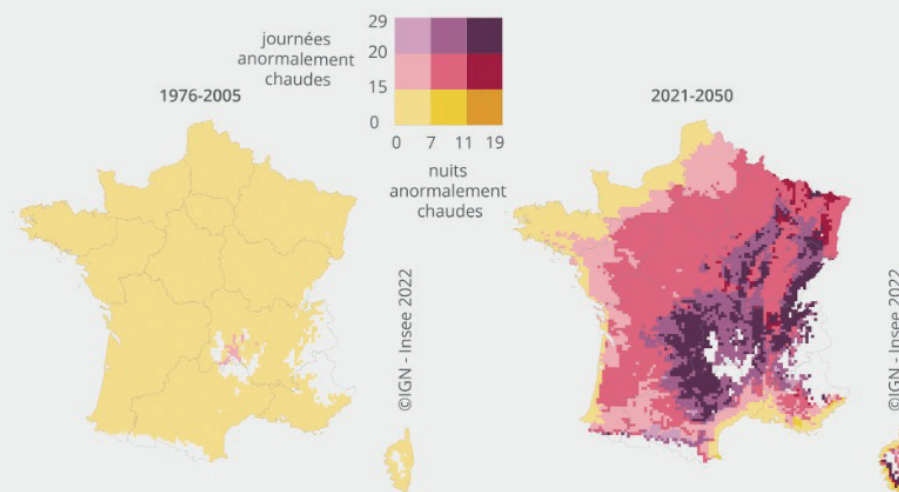 journées
anormalement
chaudes
29
20
15
0
0 7 11 19
nuits
anormalement
chaudes
1976-2005
2021-2050
©IGN - Insee 2022
©IGN - Insee 2022